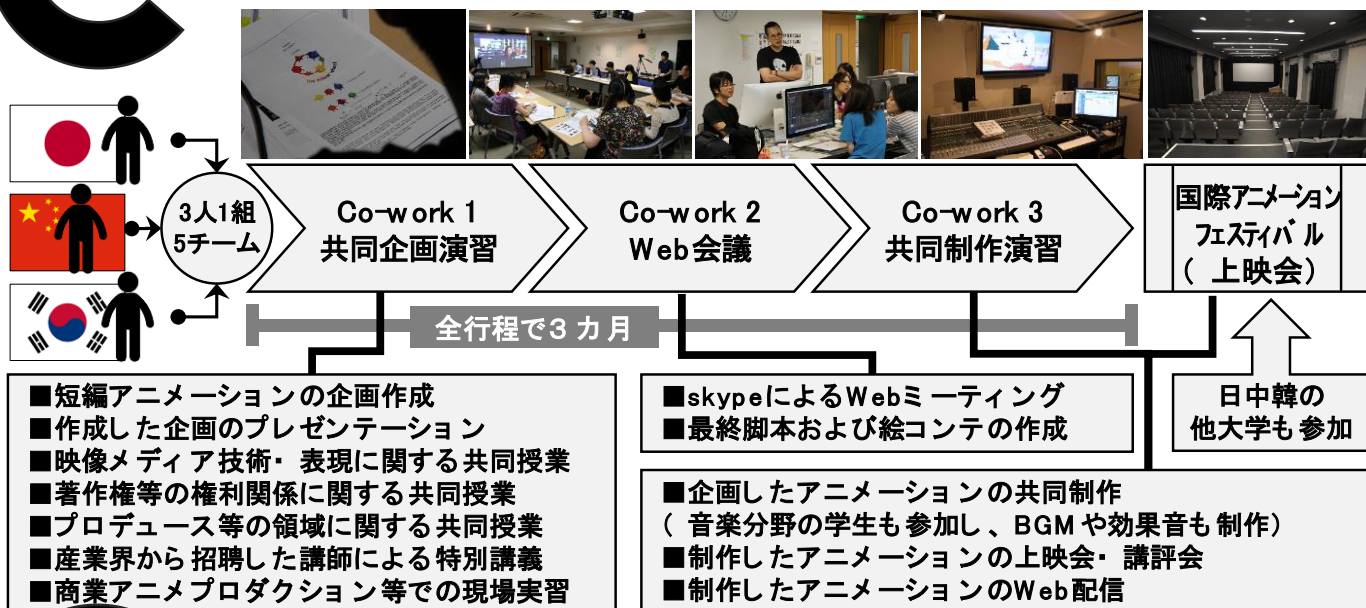 3人1組
5チーム
Co-work 1
共同企画演習
Co-work 2
Web会議
Co-work 3
共同制作演習
国際アニメーション
フェスティバル
(上映会)
全行程で3カ月
■短編アニメーションの企画作成
■作成した企画のプレゼンテーション
■映像メディア技術・表現に関する共同授業
■著作権等の権利関係に関する共同授業
■プロデュース等の領域に関する共同授業
■産業界から招聘した講師による特別講義
■商業アニメプロダクション等での現場実習
■skypeによるWebミーティング
■最終脚本および絵コンテの作成
日中韓の
他大学も参加
■企画したアニメーションの共同制作
(音楽分野の学生も参加し、BGMや効果音も制作)
■制作したアニメーションの上映会・講評会
■制作したアニメーションのWeb配信